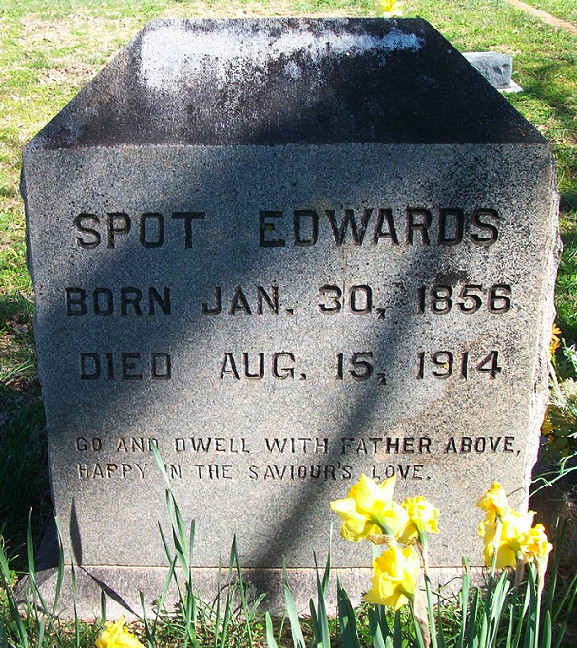 SPOT EDWARDS
BORN JAN. 30, 1856
DIED AUG. 15, 1914
GO AND DWELL WITH FATHER ABOVE,
HAPPY IN THE SAVIOUR'S LOVE.